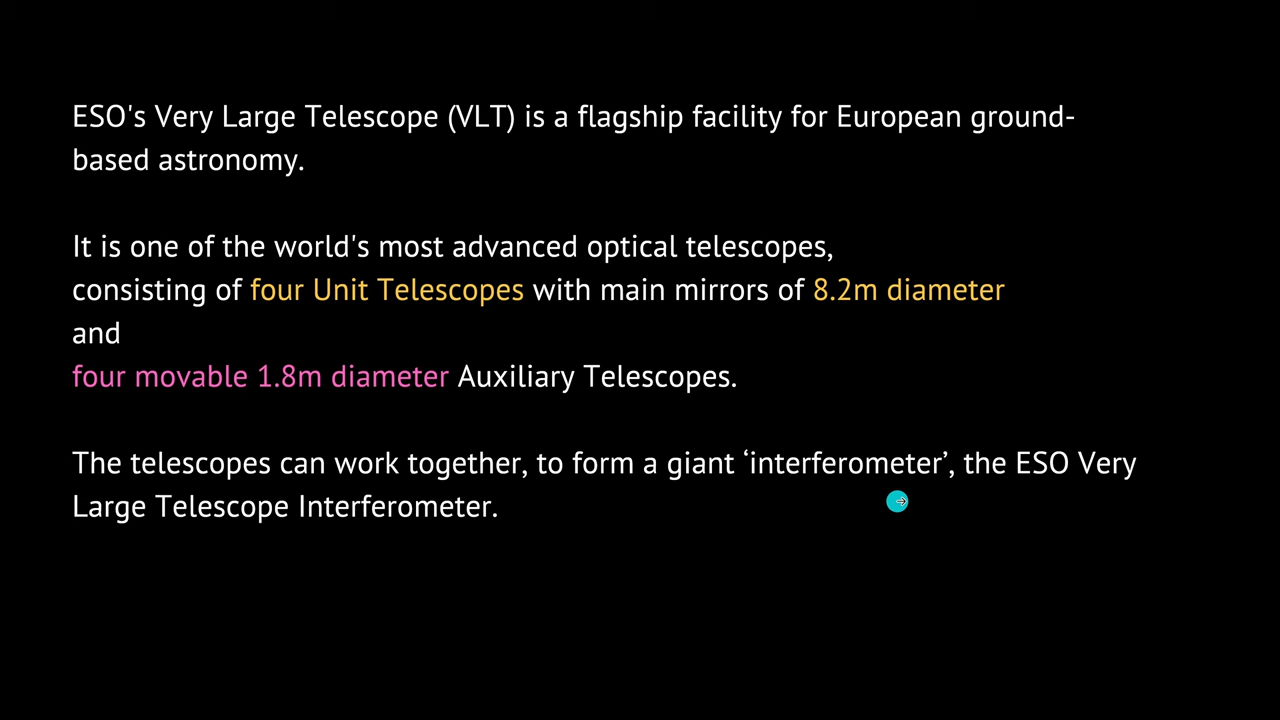 ESO's Very Large Telescope (VLT) is a flagship facility for European ground-
based astronomy.
It is one of the world's most advanced optical telescopes,
consisting of four Unit Telescopes with main mirrors of 8.2m diameter
and
four movable 1.8m diameter Auxiliary Telescopes.
The telescopes can work together, to form a giant ‘interferometer’, the ESO Very
Large Telescope Interferometer.